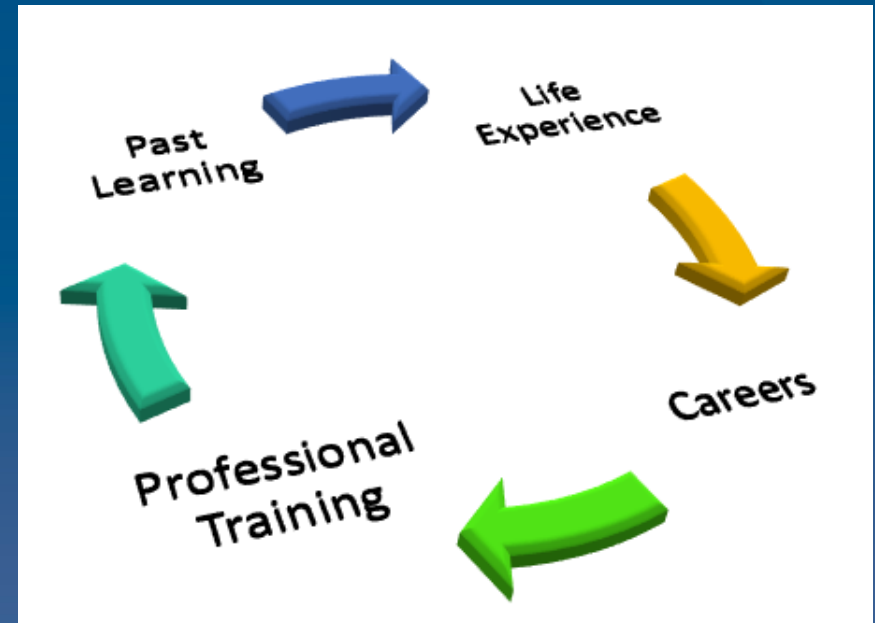 Past
Learning
Life
Experience
Careers
Professional
Training